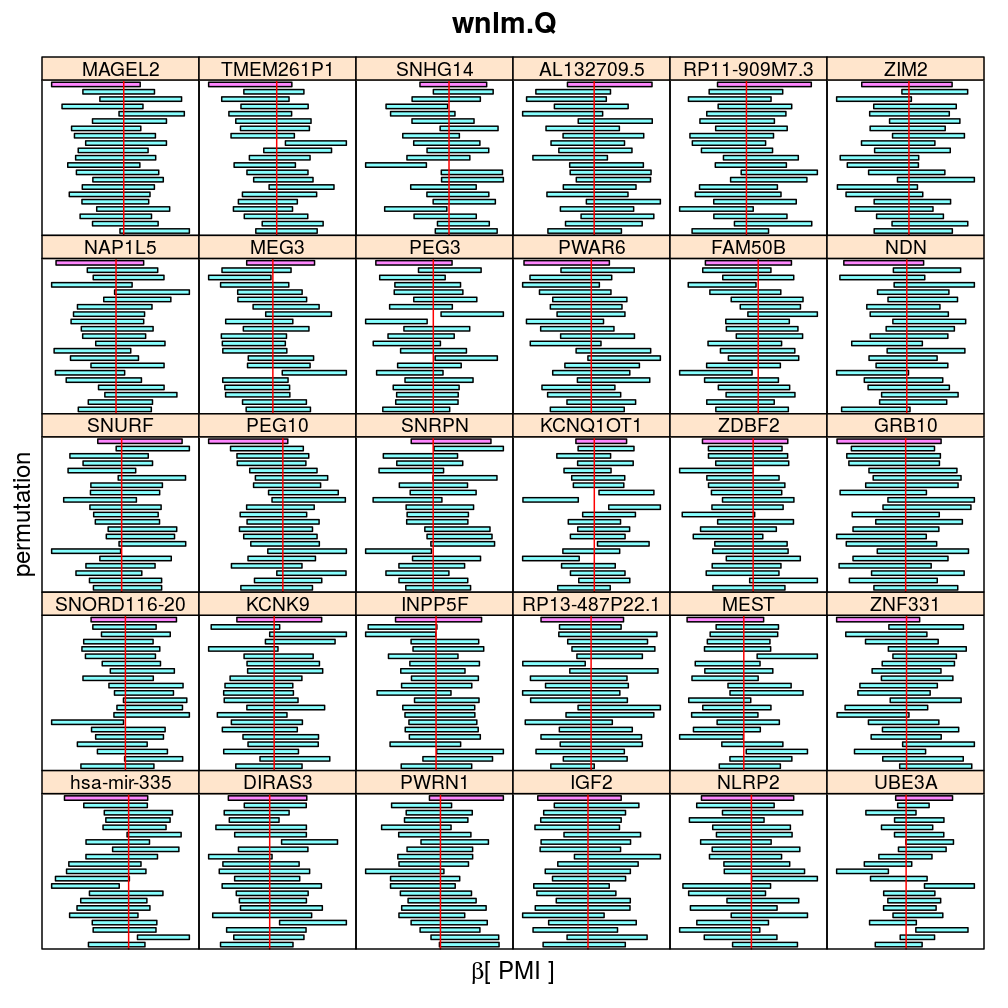 wnlm.Q
MAGEL2 TMEM261P1 SNHG14 AL132709.5 RP11-909M7.3 ZIM2
NAP1L5 MEG3 PEG3 PWAR6 FAM50B NDN
SNURF PEG10 SNRPN KCNQ1OT1 ZDBF2 GRB10
SNORD116-20 KCNK9 INPP5F RP13-487P22.1 MEST ZNF331
hsa-mir-335 DIRAS3 PWRN1 IGF2 NLRP2 UBE3A
permutation
β[ PMI ]